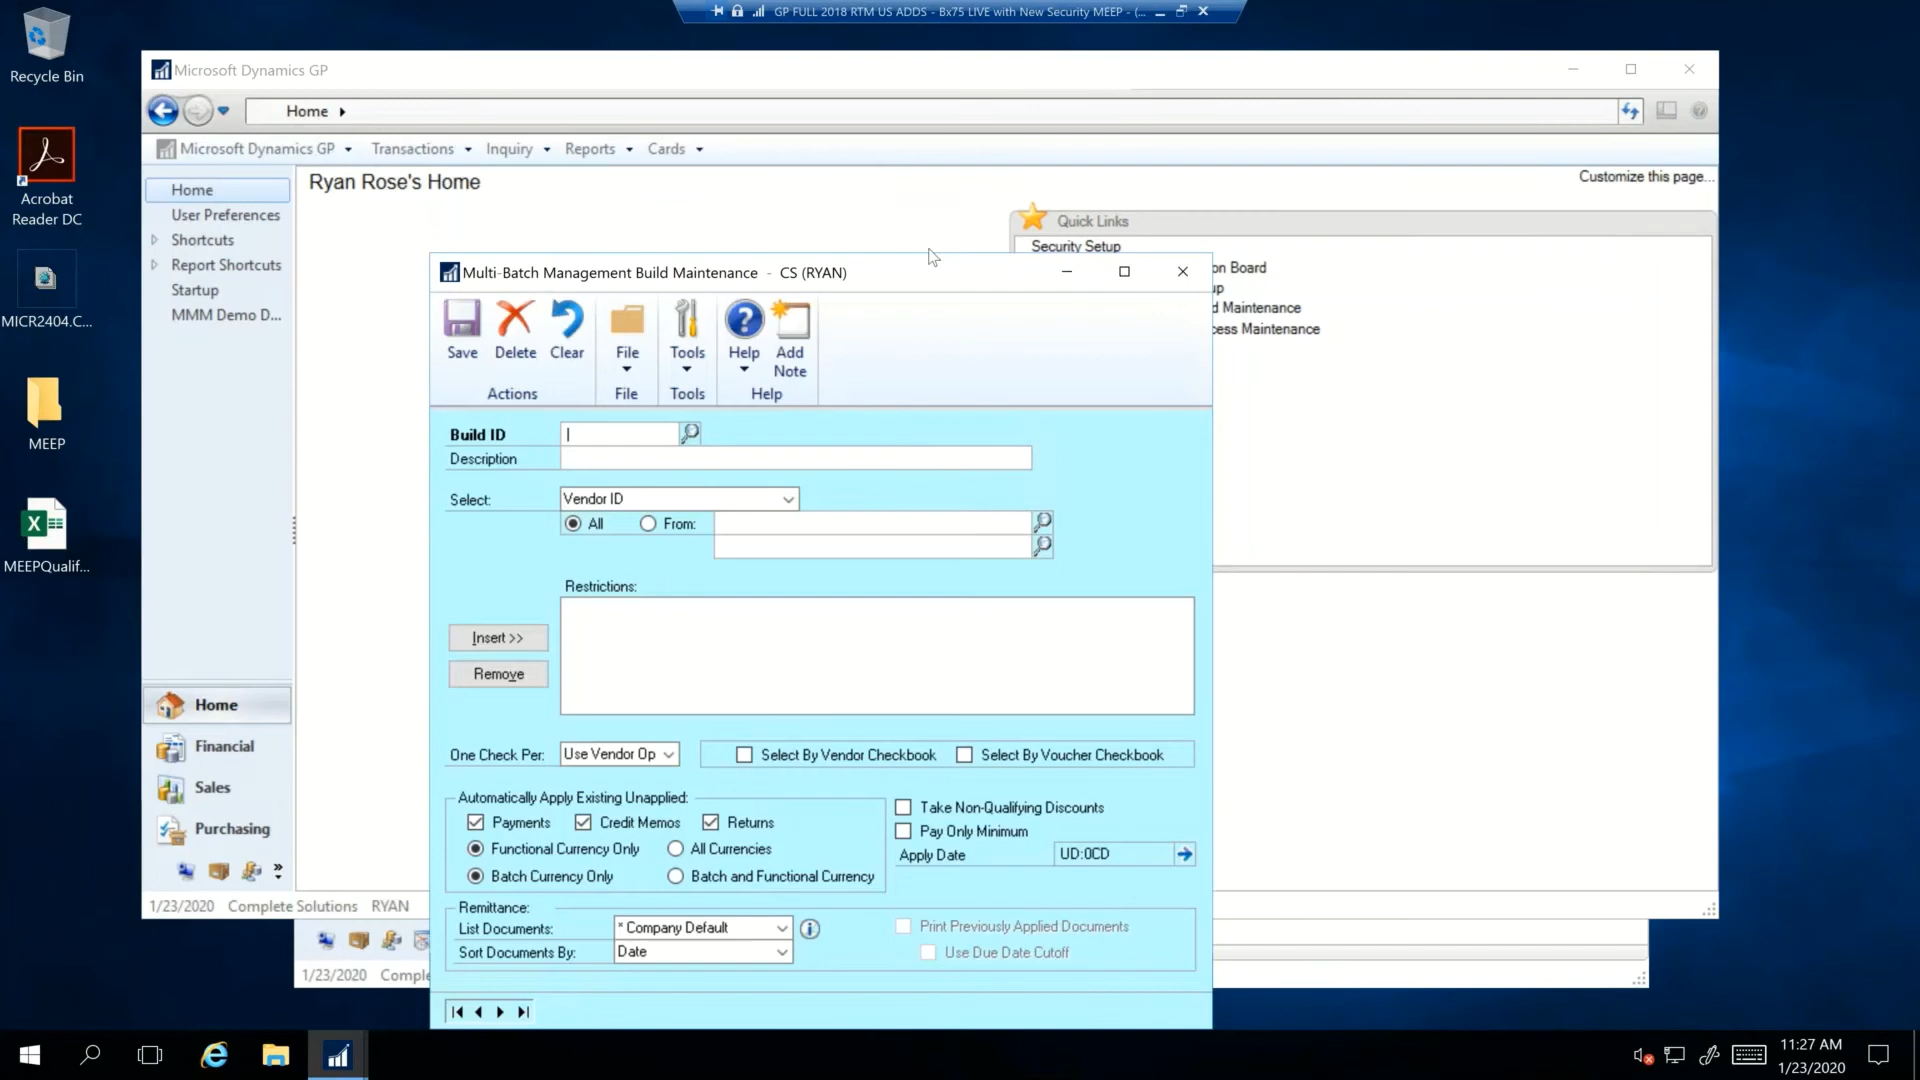 GP FULL 2018 RTM US ADDS - Bx75 LIVE with New Security MEEP - (...
Recycle Bin
Acrobat
Reader DC
MICR2404.C...
MEEP
MEEPQualif...
Microsoft Dynamics GP
Home
Microsoft Dynamics GP
Transactions
Inquiry
Reports
Cards
Home
User Preferences
Shortcuts
Report Shortcuts
Startup
MMM Demo D...
Ryan Rose's Home
Customize this page...
Quick Links
Security Setup
on Board
up
d Maintenance
cess Maintenance
Multi-Batch Management Build Maintenance - CS (RYAN)
Save
Delete
Clear
File
Tools
Help
Add
Note
Actions
File
Tools
Help
Build ID
Description
Select:
Vendor ID
All
From:
Restrictions:
Insert >>
Remove
One Check Per:
Use Vendor Op
Select By Vendor Checkbook
Select By Voucher Checkbook
Automatically Apply Existing Unapplied:
Payments
Credit Memos
Returns
Functional Currency Only
All Currencies
Batch Currency Only
Batch and Functional Currency
Take Non-Qualifying Discounts
Pay Only Minimum
Apply Date
UD:0CD
Remittance:
List Documents:
* Company Default
Sort Documents By:
Date
Print Previously Applied Documents
Use Due Date Cutoff
Home
Financial
Sales
Purchasing
1/23/2020
Complete Solutions
RYAN
1/23/2020
Comple
11:27 AM
1/23/2020